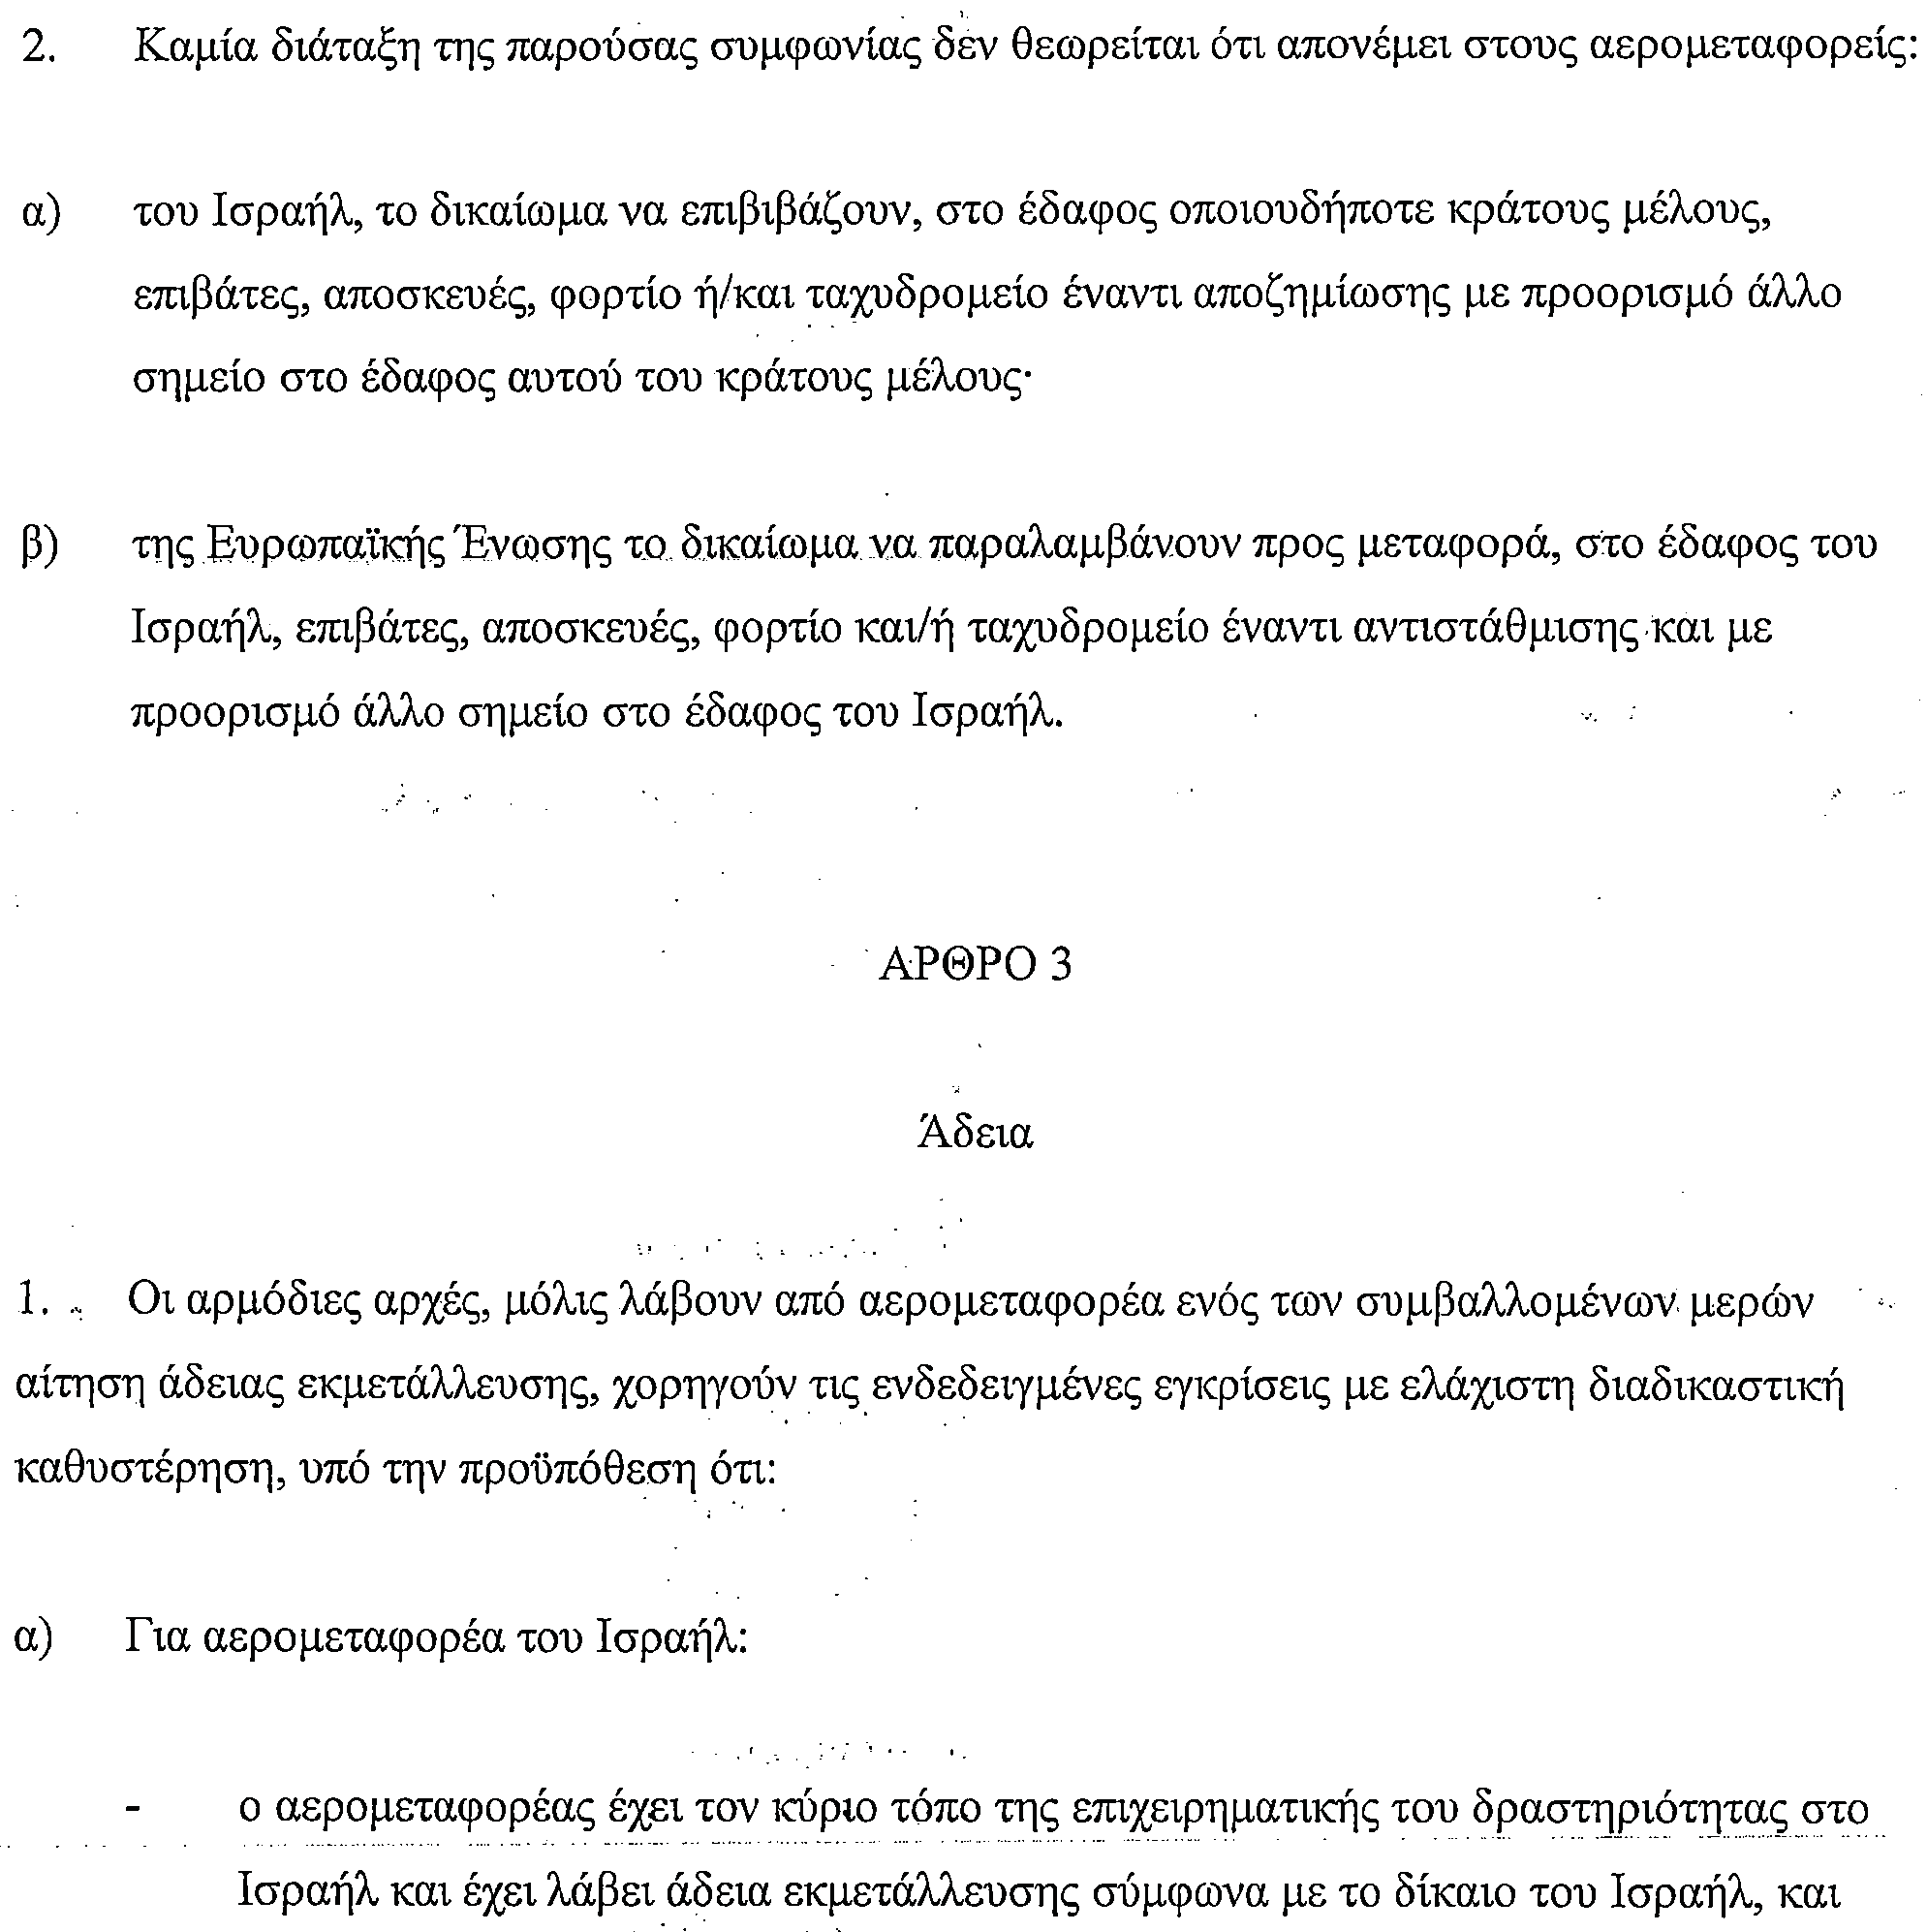 2. Καμία διάταξη της παρούσας συμφωνίας δεν θεωρείται ότι απονέμει στους αερομεταφορείς:
α) του Ισραήλ, το δικαίωμα να επιβιβάζουν, στο έδαφος οποιουδήποτε κράτους μέλους,
επιβάτες, αποσκευές, φορτίο ή/και ταχυδρομείο έναντι αποζημίωσης με προορισμό άλλο
σημείο στο έδαφος αυτού του κράτους μέλους·
β) της Ευρωπαϊκής Ένωσης το δικαίωμα να παραλαμβάνουν προς μεταφορά, στο έδαφος του
Ισραήλ, επιβάτες, αποσκευές, φορτίο και/ή ταχυδρομείο έναντι αντιστάθμισης και με
προορισμό άλλο σημείο στο έδαφος του Ισραήλ.
ΑΡΘΡΟ 3
Άδεια
1. Οι αρμόδιες αρχές, μόλις λάβουν από αερομεταφορέα ενός των συμβαλλομένων μερών
αίτηση άδειας εκμετάλλευσης, χορηγούν τις ενδεδειγμένες εγκρίσεις με ελάχιστη διαδικαστική
καθυστέρηση, υπό την προϋπόθεση ότι:
α) Για αερομεταφορέα του Ισραήλ:
- ο αερομεταφορέας έχει τον κύριο τόπο της επιχειρηματικής του δραστηριότητας στο
Ισραήλ και έχει λάβει άδεια εκμετάλλευσης σύμφωνα με το δίκαιο του Ισραήλ, και